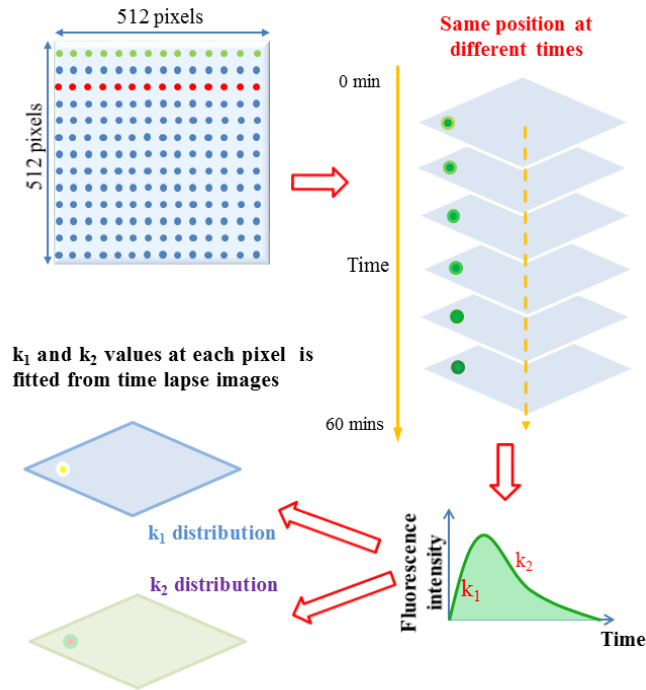 512 pixels
512 pixels
Same position at
different times
0 min
Time
60 mins
k₁ and k₂ values at each pixel is
fitted from time lapse images
k₁ distribution
k₂ distribution
Fluorescence
intensity
k₁
k₂
Time